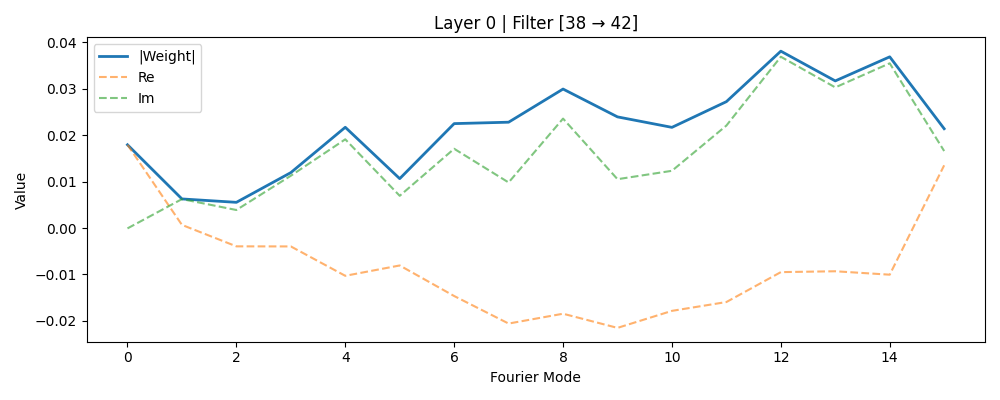 Layer 0 | Filter [38 → 42]
|Weight|
Re
Im
Value
0.04
0.03
0.02
0.01
0.00
−0.01
−0.02
0 2 4 6 8 10 12 14
Fourier Mode